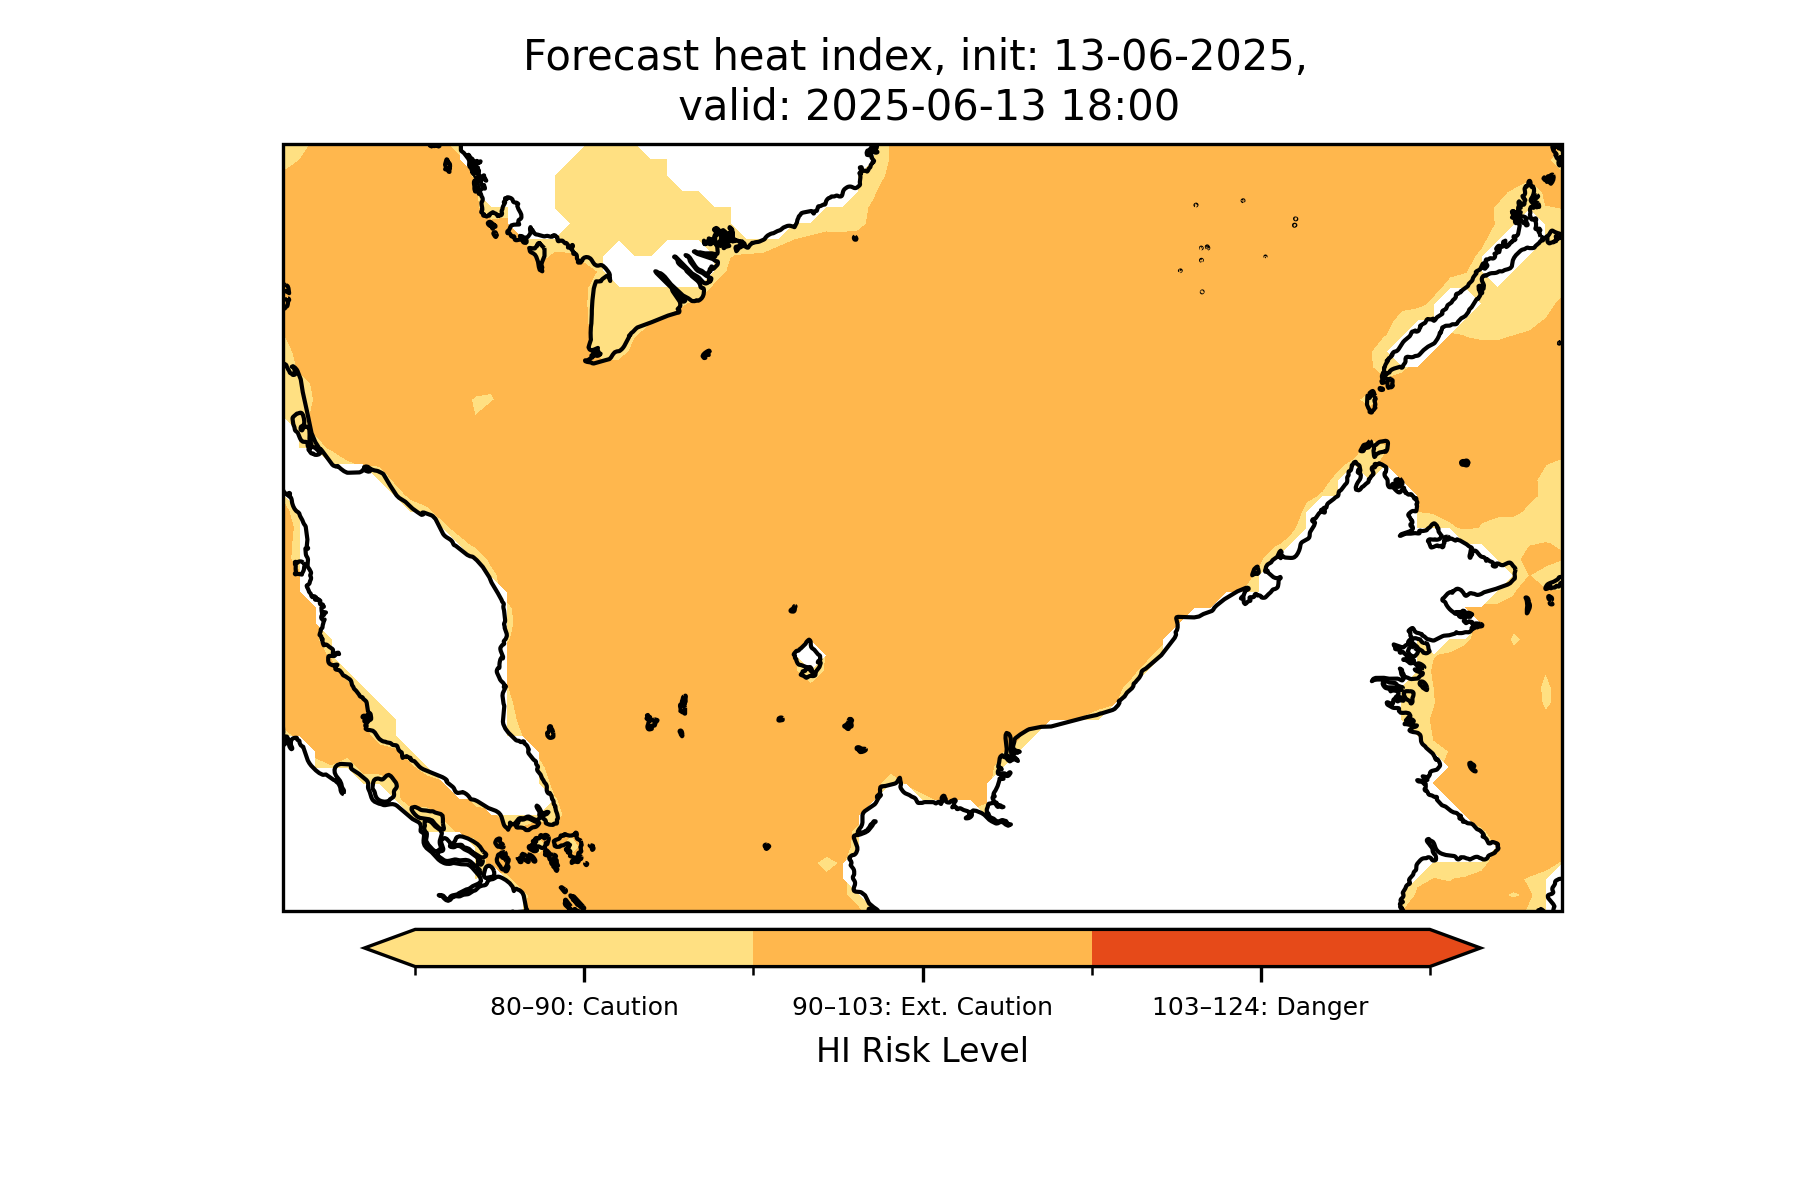 Forecast heat index, init: 13-06-2025,
valid: 2025-06-13 18:00
80–90: Caution
90–103: Ext. Caution
103–124: Danger
HI Risk Level